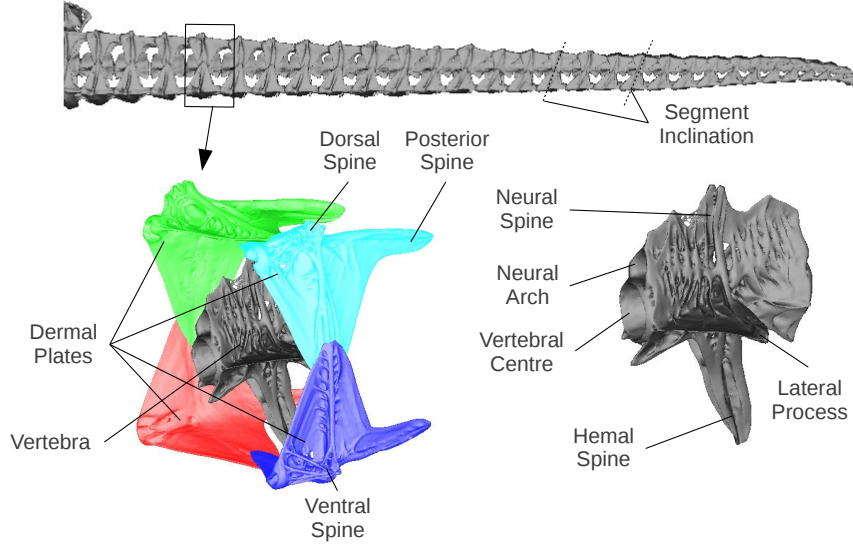 Segment
Inclination
Dorsal
Spine
Posterior
Spine
Neural
Spine
Neural
Arch
Dermal
Plates
Vertebral
Centre
Lateral
Process
Vertebra
Hemal
Spine
Ventral
Spine